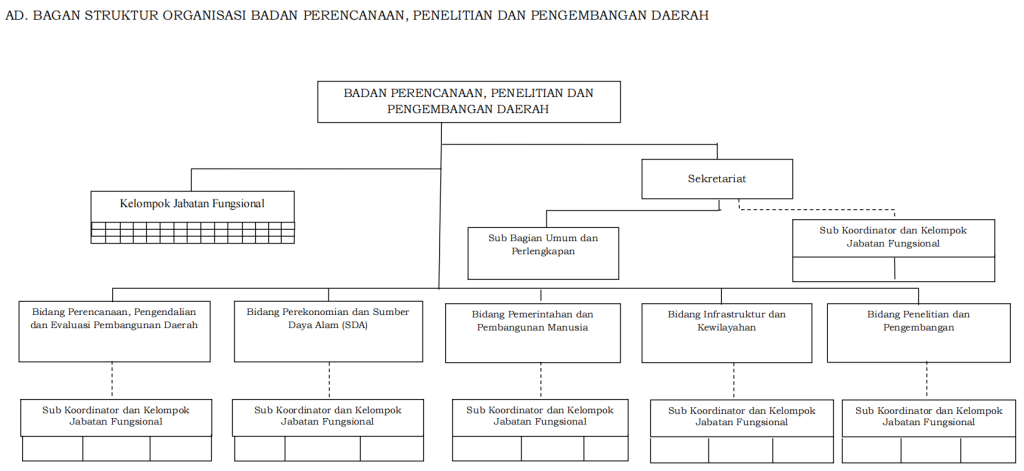 AD. BAGAN STRUKTUR ORGANISASI BADAN PERENCANAAN, PENELITIAN DAN PENGEMBANGAN DAERAH
BADAN PERENCANAAN, PENELITIAN DAN
PENGEMBANGAN DAERAH
Sekretariat
Kelompok Jabatan Fungsional
Sub Bagian Umum dan
Perlengkapan
Sub Koordinator dan Kelompok
Jabatan Fungsional
Bidang Perencanaan, Pengendalian
dan Evaluasi Pembangunan Daerah
Bidang Perekonomian dan Sumber
Daya Alam (SDA)
Bidang Pemerintahan dan
Pembangunan Manusia
Bidang Infrastruktur dan
Kewilayahan
Bidang Penelitian dan
Pengembangan
Sub Koordinator dan Kelompok
Jabatan Fungsional
Sub Koordinator dan Kelompok
Jabatan Fungsional
Sub Koordinator dan Kelompok
Jabatan Fungsional
Sub Koordinator dan Kelompok
Jabatan Fungsional
Sub Koordinator dan Kelompok
Jabatan Fungsional